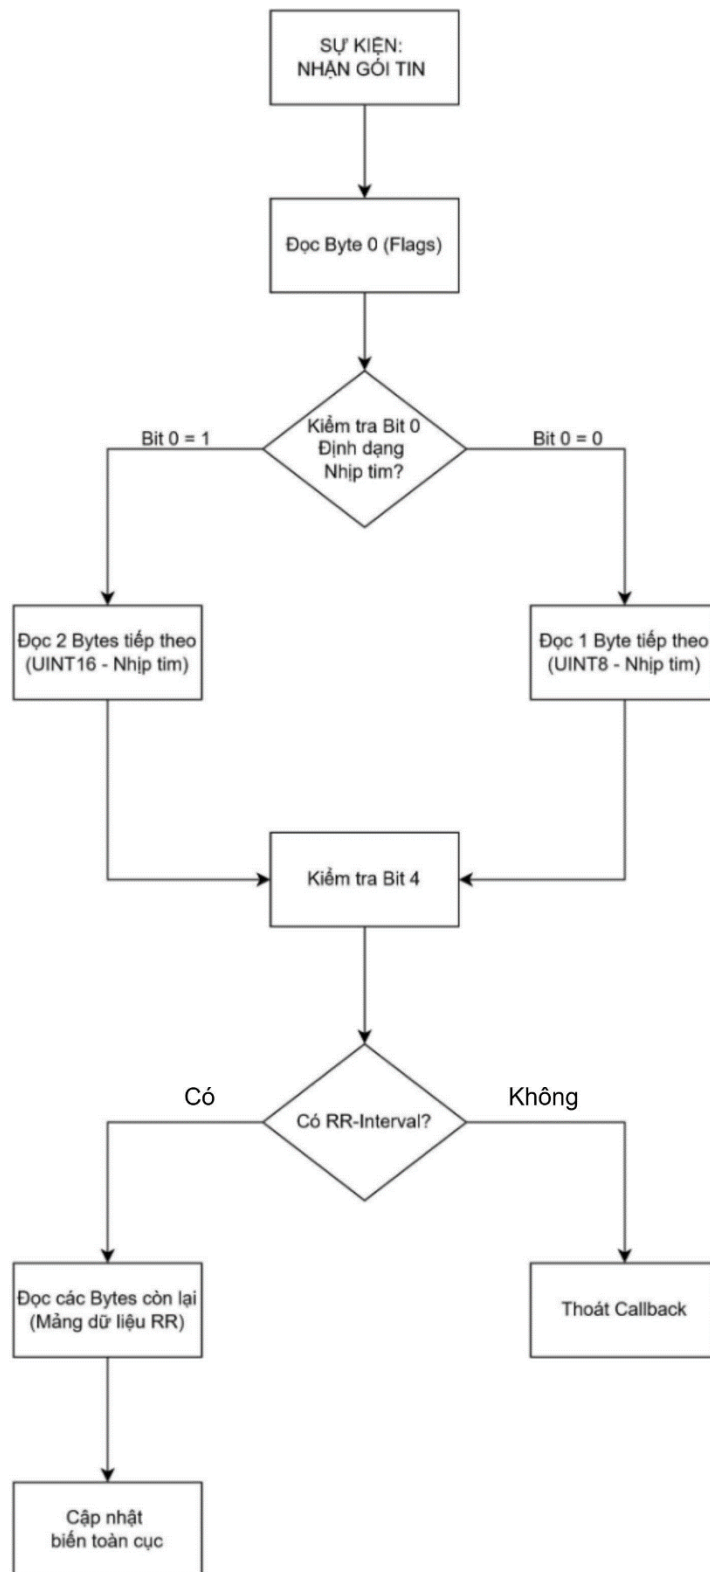 SỰ KIỆN:
NHẬN GÓI TIN
Đọc Byte 0 (Flags)
Kiểm tra Bit 0
Định dạng
Nhịp tim?
Bit 0 = 1
Bit 0 = 0
Đọc 2 Bytes tiếp theo
(UINT16 - Nhịp tim)
Đọc 1 Byte tiếp theo
(UINT8 - Nhịp tim)
Kiểm tra Bit 4
Có RR-Interval?
Có
Không
Đọc các Bytes còn lại
(Mảng dữ liệu RR)
Thoát Callback
Cập nhật
biến toàn cục